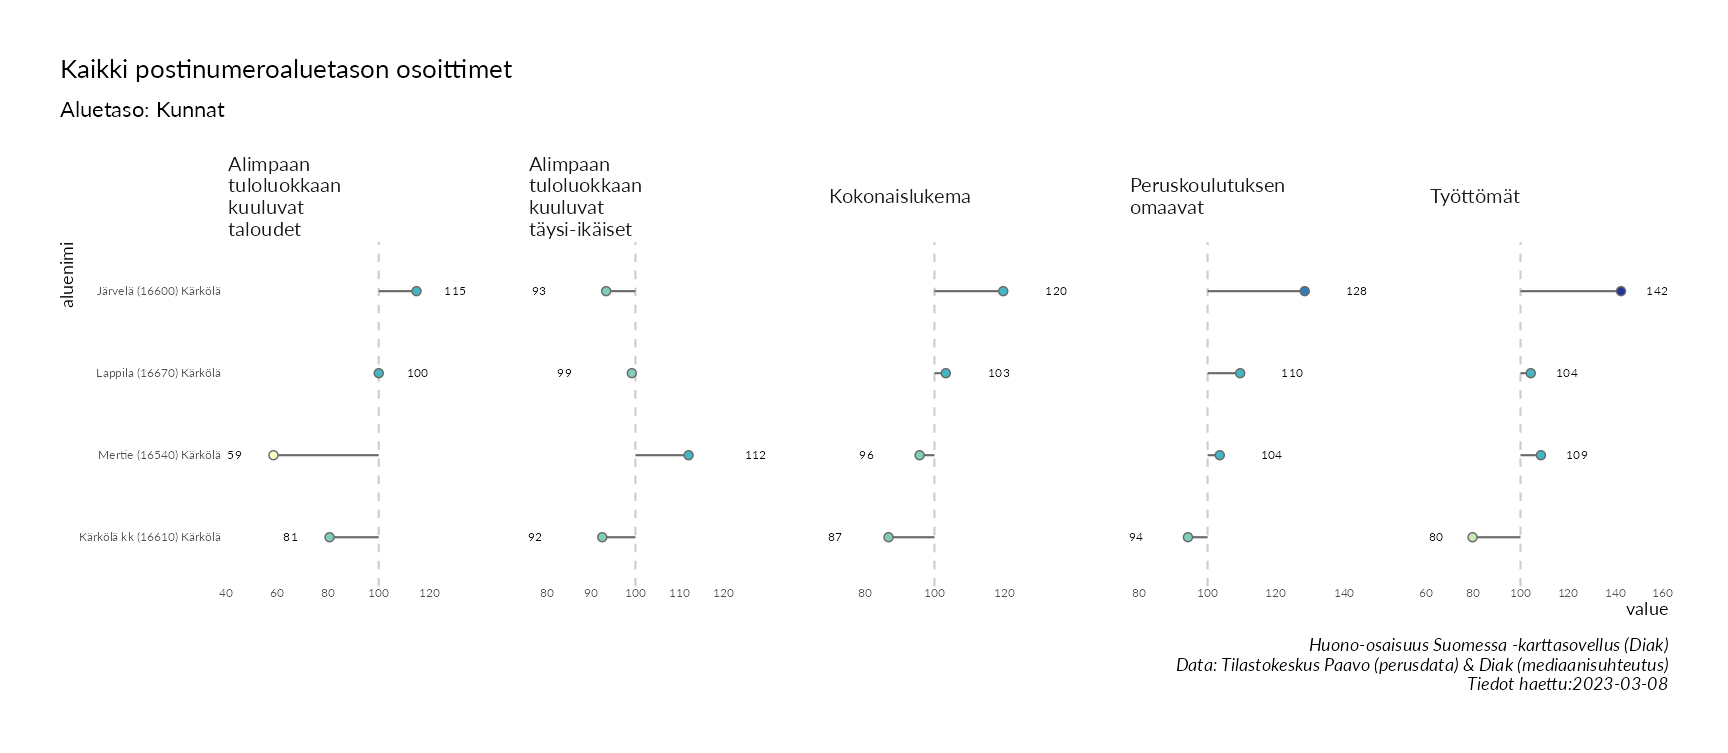 Kaikki postinumeroaluetason osoittimet
Aluetaso: Kunnat
Alimpaan
tuloluokkaan
kuuluvat
taloudet
Alimpaan
tuloluokkaan
kuuluvat
täysi-ikäiset
Kokonaislukema
Peruskoulutuksen
omaavat
Työttömät
aluenimi
Järvelä (16600) Kärkölä 115 93 120 128 142
Lappila (16670) Kärkölä 100 99 103 110 104
Mertie (16540) Kärkölä 59 112 96 104 109
Kärkölä kk (16610) Kärkölä 81 92 87 94 80
40 60 80 100 120 80 90 100 110 120 80 100 120 80 100 120 140 60 80 100 120 140 160
value
Huono-osaisuus Suomessa -karttasovellus (Diak)
Data: Tilastokeskus Paavo (perusdata) & Diak (mediaanisuhteutus)
Tiedot haettu:2023-03-08